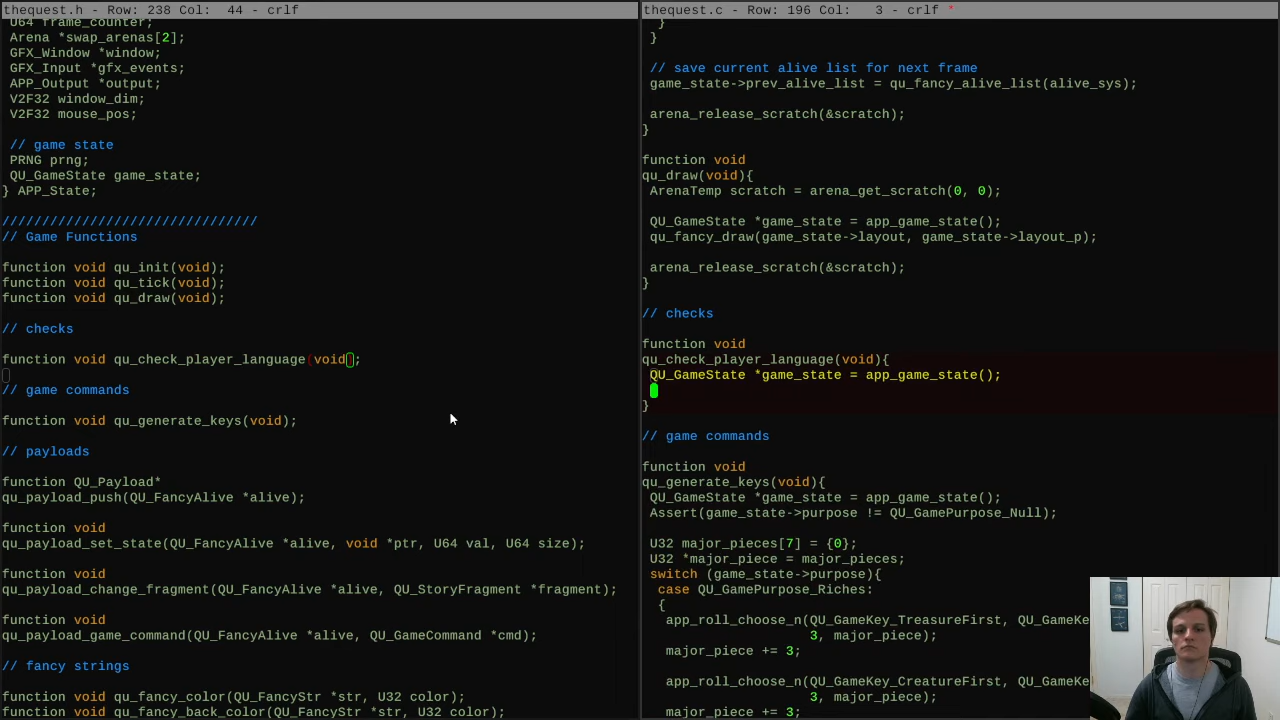 thequest.h - Row: 238 Col:  44 - crlf
U64 frame_counter;
Arena *swap_arenas[2];
GFX_Window *window;
GFX_Input *gfx_events;
APP_Output *output;
V2F32 window_dim;
V2F32 mouse_pos;
// game state
PRNG prng;
QU_GameState game_state;
} APP_State;
////////////////////////////////
// Game Functions
function void qu_init(void);
function void qu_tick(void);
function void qu_draw(void);
// checks
function void qu_check_player_language(void);
// game commands
function void qu_generate_keys(void);
// payloads
function QU_Payload*
qu_payload_push(QU_FancyAlive *alive);
function void
qu_payload_set_state(QU_FancyAlive *alive, void *ptr, U64 val, U64 size);
function void
qu_payload_change_fragment(QU_FancyAlive *alive, QU_StoryFragment *fragment);
function void
qu_payload_game_command(QU_FancyAlive *alive, QU_GameCommand *cmd);
// fancy strings
function void qu_fancy_color(QU_FancyStr *str, U32 color);
function void qu_fancy_back_color(QU_FancyStr *str, U32 color);
thequest.c - Row: 196 Col:   3 - crlf *
}
}
// save current alive list for next frame
game_state->prev_alive_list = qu_fancy_alive_list(alive_sys);
arena_release_scratch(&scratch);
}
function void
qu_draw(void){
ArenaTemp scratch = arena_get_scratch(0, 0);
QU_GameState *game_state = app_game_state();
qu_fancy_draw(game_state->layout, game_state->layout_p);
arena_release_scratch(&scratch);
}
// checks
function void
qu_check_player_language(void){
QU_GameState *game_state = app_game_state();
}
// game commands
function void
qu_generate_keys(void){
QU_GameState *game_state = app_game_state();
Assert(game_state->purpose != QU_GamePurpose_Null);
U32 major_pieces[7] = {0};
U32 *major_piece = major_pieces;
switch (game_state->purpose){
case QU_GamePurpose_Riches:
{
app_roll_choose_n(QU_GameKey_TreasureFirst, QU_GameKe
3, major_piece);
major_piece += 3;
app_roll_choose_n(QU_GameKey_CreatureFirst, QU_GameKe
3, major_piece);
major_piece += 3;